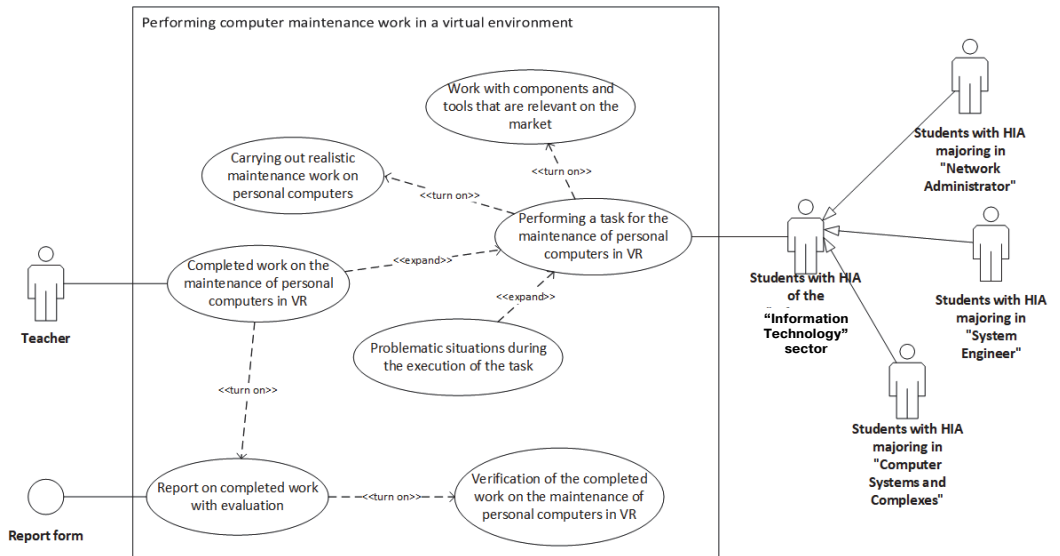 Performing computer maintenance work in a virtual environment
Work with components and
tools that are relevant on the
market
Carrying out realistic
maintenance work on
personal computers
<<turn on>>
<<turn on>>
Students with HIA
majoring in
"Network
Administrator"
Performing a task for the
maintenance of personal
computers in VR
Completed work on the
maintenance of personal
computers in VR
<<expand>>
<<expand>>
Teacher
Students with HIA
of the
“Information
Technology”
sector
Students with HIA
majoring in
"System
Engineer"
Problematic situations during
the execution of the task
<<turn on>>
Students with HIA
majoring in
"Computer
Systems and
Complexes"
Report on completed work
with evaluation
<<turn on>>
Verification of the completed
work on the maintenance of
personal computers in VR
Report form